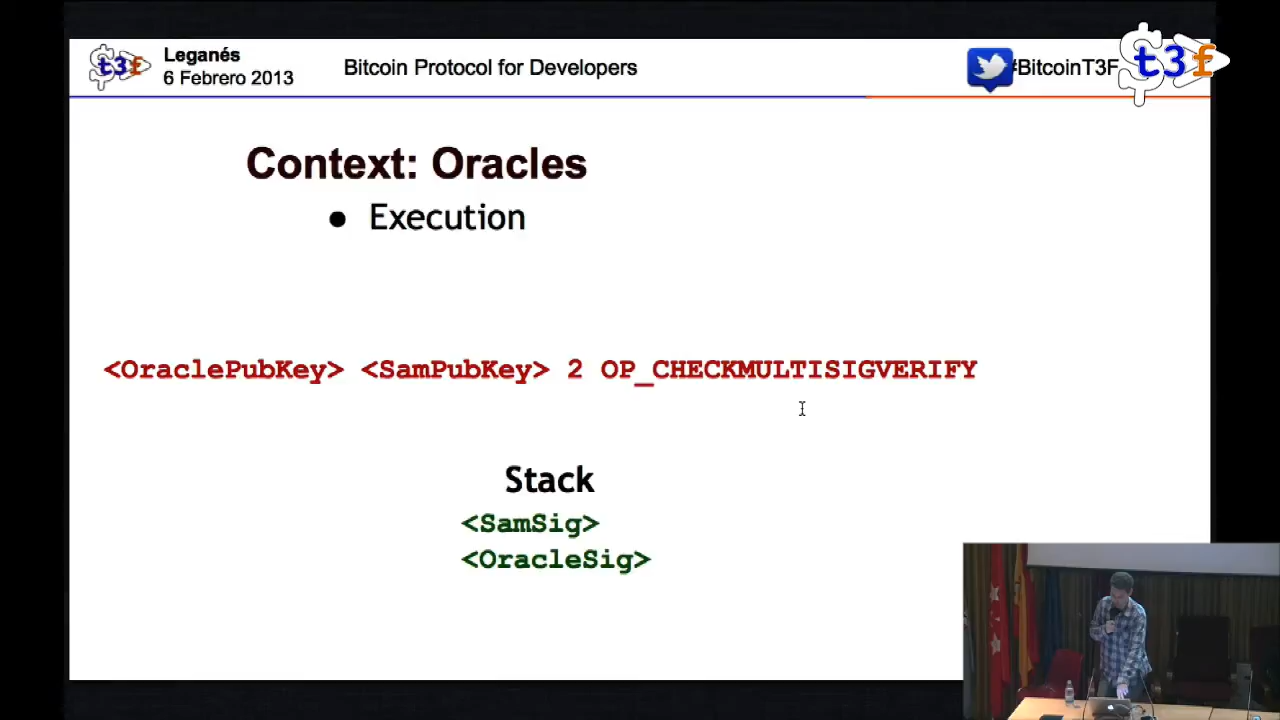 t3f
Leganés
6 Febrero 2013
Bitcoin Protocol for Developers
#BitcoinT3F
t3f
Context: Oracles
● Execution
<OraclePubKey> <SamPubKey> 2 OP_CHECKMULTISIGVERIFY
Stack
<SamSig>
<OracleSig>